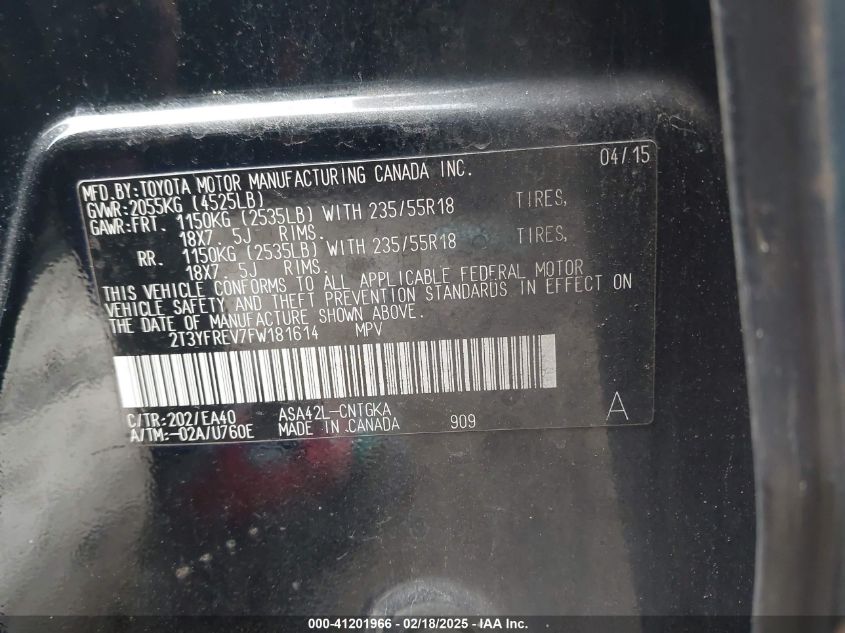 MFD.BY:TOYOTA MOTOR MANUFACTURING CANADA INC. 04/15
GVWR:2055KG (4525LB)
GAWR:FRT. 1150KG (2535LB) WITH 235/55R18 TIRES,
18X7. 5J RIMS.
RR. 1150KG (2535LB) WITH 235/55R18 TIRES,
18X7. 5J RIMS.
THIS VEHICLE CONFORMS TO ALL APPLICABLE FEDERAL MOTOR
VEHICLE SAFETY AND THEFT PREVENTION STANDARDS IN EFFECT ON
THE DATE OF MANUFACTURE SHOWN ABOVE.
2T3YFREV7FW181614 MPV
C/TR:202/EA40 ASA42L-CNTGKA
A/TM:-02A/U760E MADE IN CANADA 909 A
000-41201966 - 02/18/2025 - IAAI.com